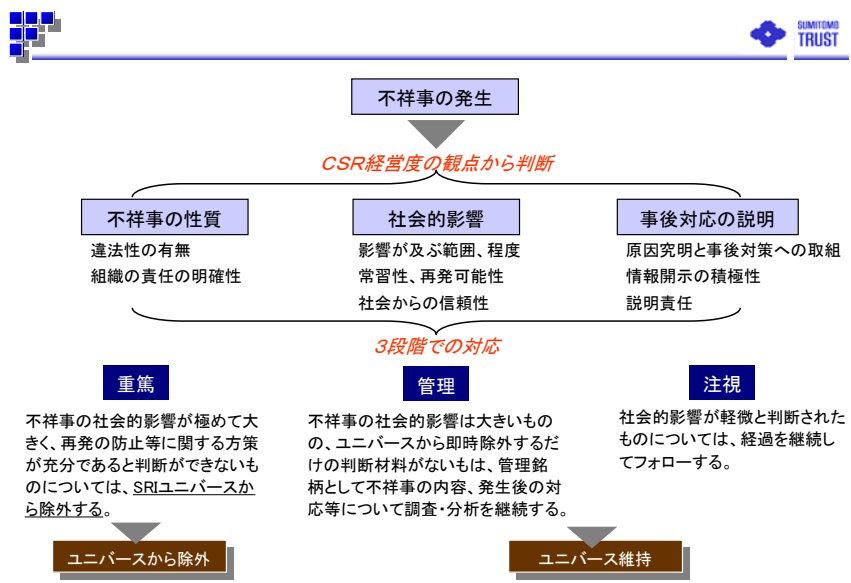 SUMITOMO
TRUST
不祥事の発生
CSR経営度の観点から判断
不祥事の性質
違法性の有無
組織の責任の明確性
社会的影響
影響が及ぶ範囲、程度
常習性、再発可能性
社会からの信頼性
事後対応の説明
原因究明と事後対策への取組
情報開示の積極性
説明責任
3段階での対応
重篤
不祥事の社会的影響が極めて大
きく、再発の防止等に関する方策
が充分であると判断ができないも
のについては、SRIユニバースか
ら除外する。
管理
不祥事の社会的影響は大きいもの
の、ユニバースから即時除外するだ
けの判断材料がないもは、管理銘
柄として不祥事の内容、発生後の対
応等について調査・分析を継続する。
注視
社会的影響が軽微と判断された
ものについては、経過を継続し
てフォローする。
ユニバースから除外
ユニバース維持